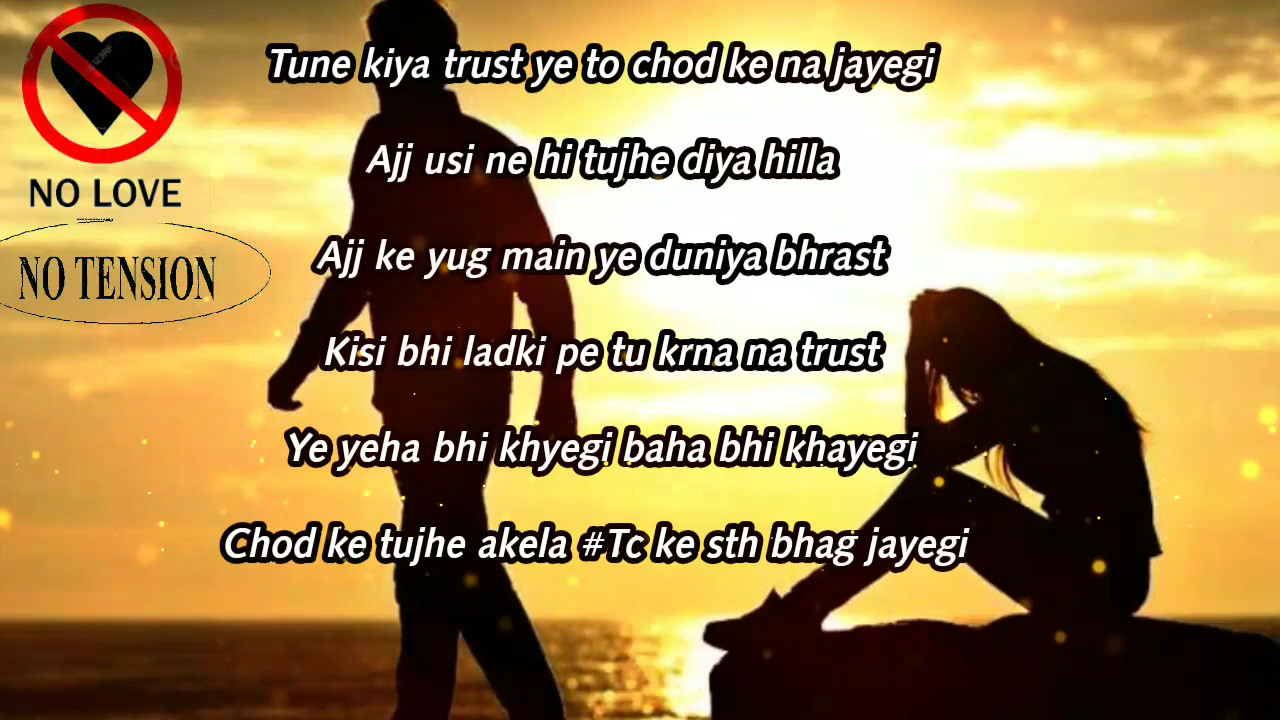 NO LOVE
NO TENSION
Tune kiya trust ye to chod ke na jayegi
Ajj usi ne hi tujhe diya hilla
Ajj ke yug main ye duniya bhrast
Kisi bhi ladki pe tu krna na trust
Ye yeha bhi khyegi baha bhi khayegi
Chod ke tujhe akela #Tc ke sth bhag jayegi